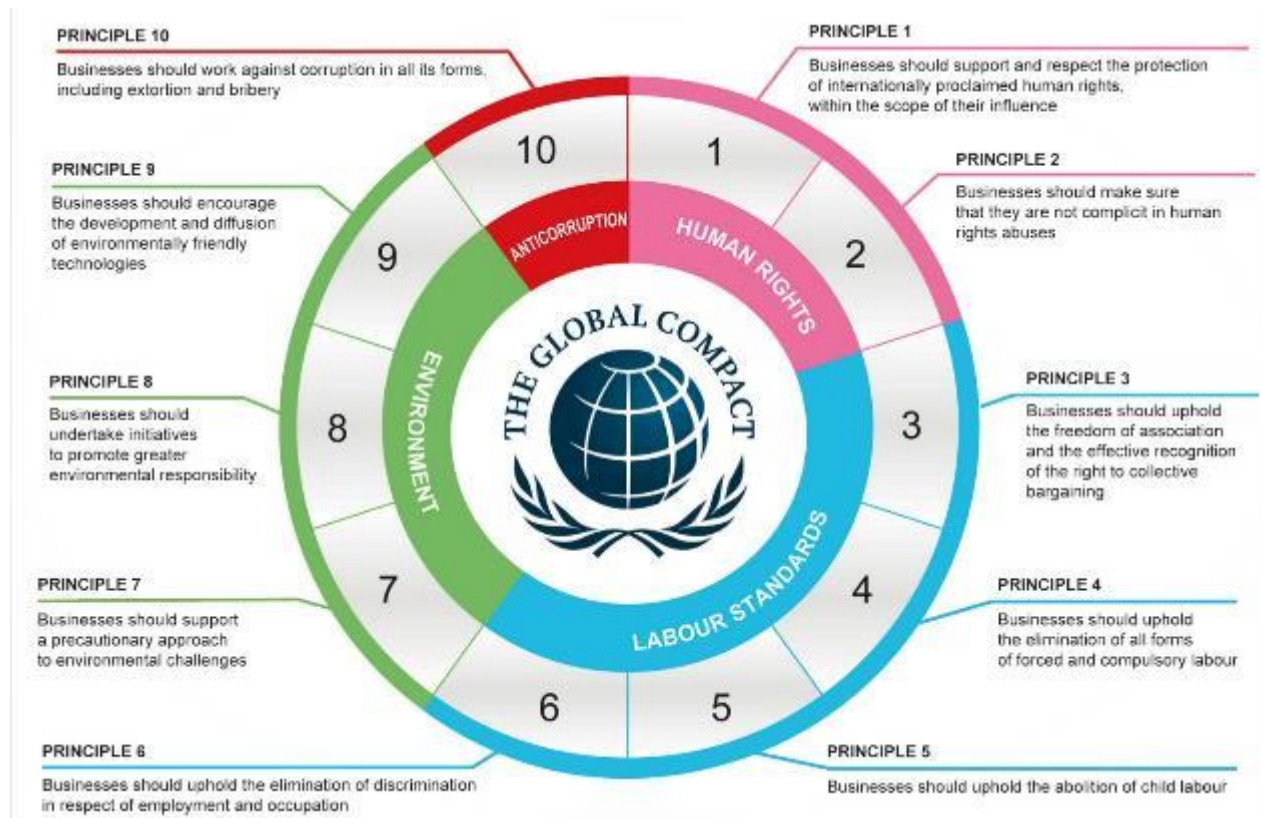 PRINCIPLE 10
Businesses should work against corruption in all its forms,
including extortion and bribery
PRINCIPLE 1
Businesses should support and respect the protection
of internationally proclaimed human rights,
within the scope of their influence
PRINCIPLE 9
Businesses should encourage
the development and diffusion
of environmentally friendly
technologies
PRINCIPLE 2
Businesses should make sure
that they are not complicit in human
rights abuses
PRINCIPLE 8
Businesses should
undertake initiatives
to promote greater
environmental responsibility
PRINCIPLE 3
Businesses should uphold
the freedom of association
and the effective recognition
of the right to collective
bargaining
PRINCIPLE 7
Businesses should support
a precautionary approach
to environmental challenges
PRINCIPLE 4
Businesses should uphold
the elimination of all forms
of forced and compulsory labour
PRINCIPLE 6
Businesses should uphold the elimination of discrimination
in respect of employment and occupation
PRINCIPLE 5
Businesses should uphold the abolition of child labour
10
1
2
3
4
5
6
7
8
9
ANTICORRUPTION
HUMAN RIGHTS
LABOUR STANDARDS
ENVIRONMENT
THE GLOBAL COMPACT